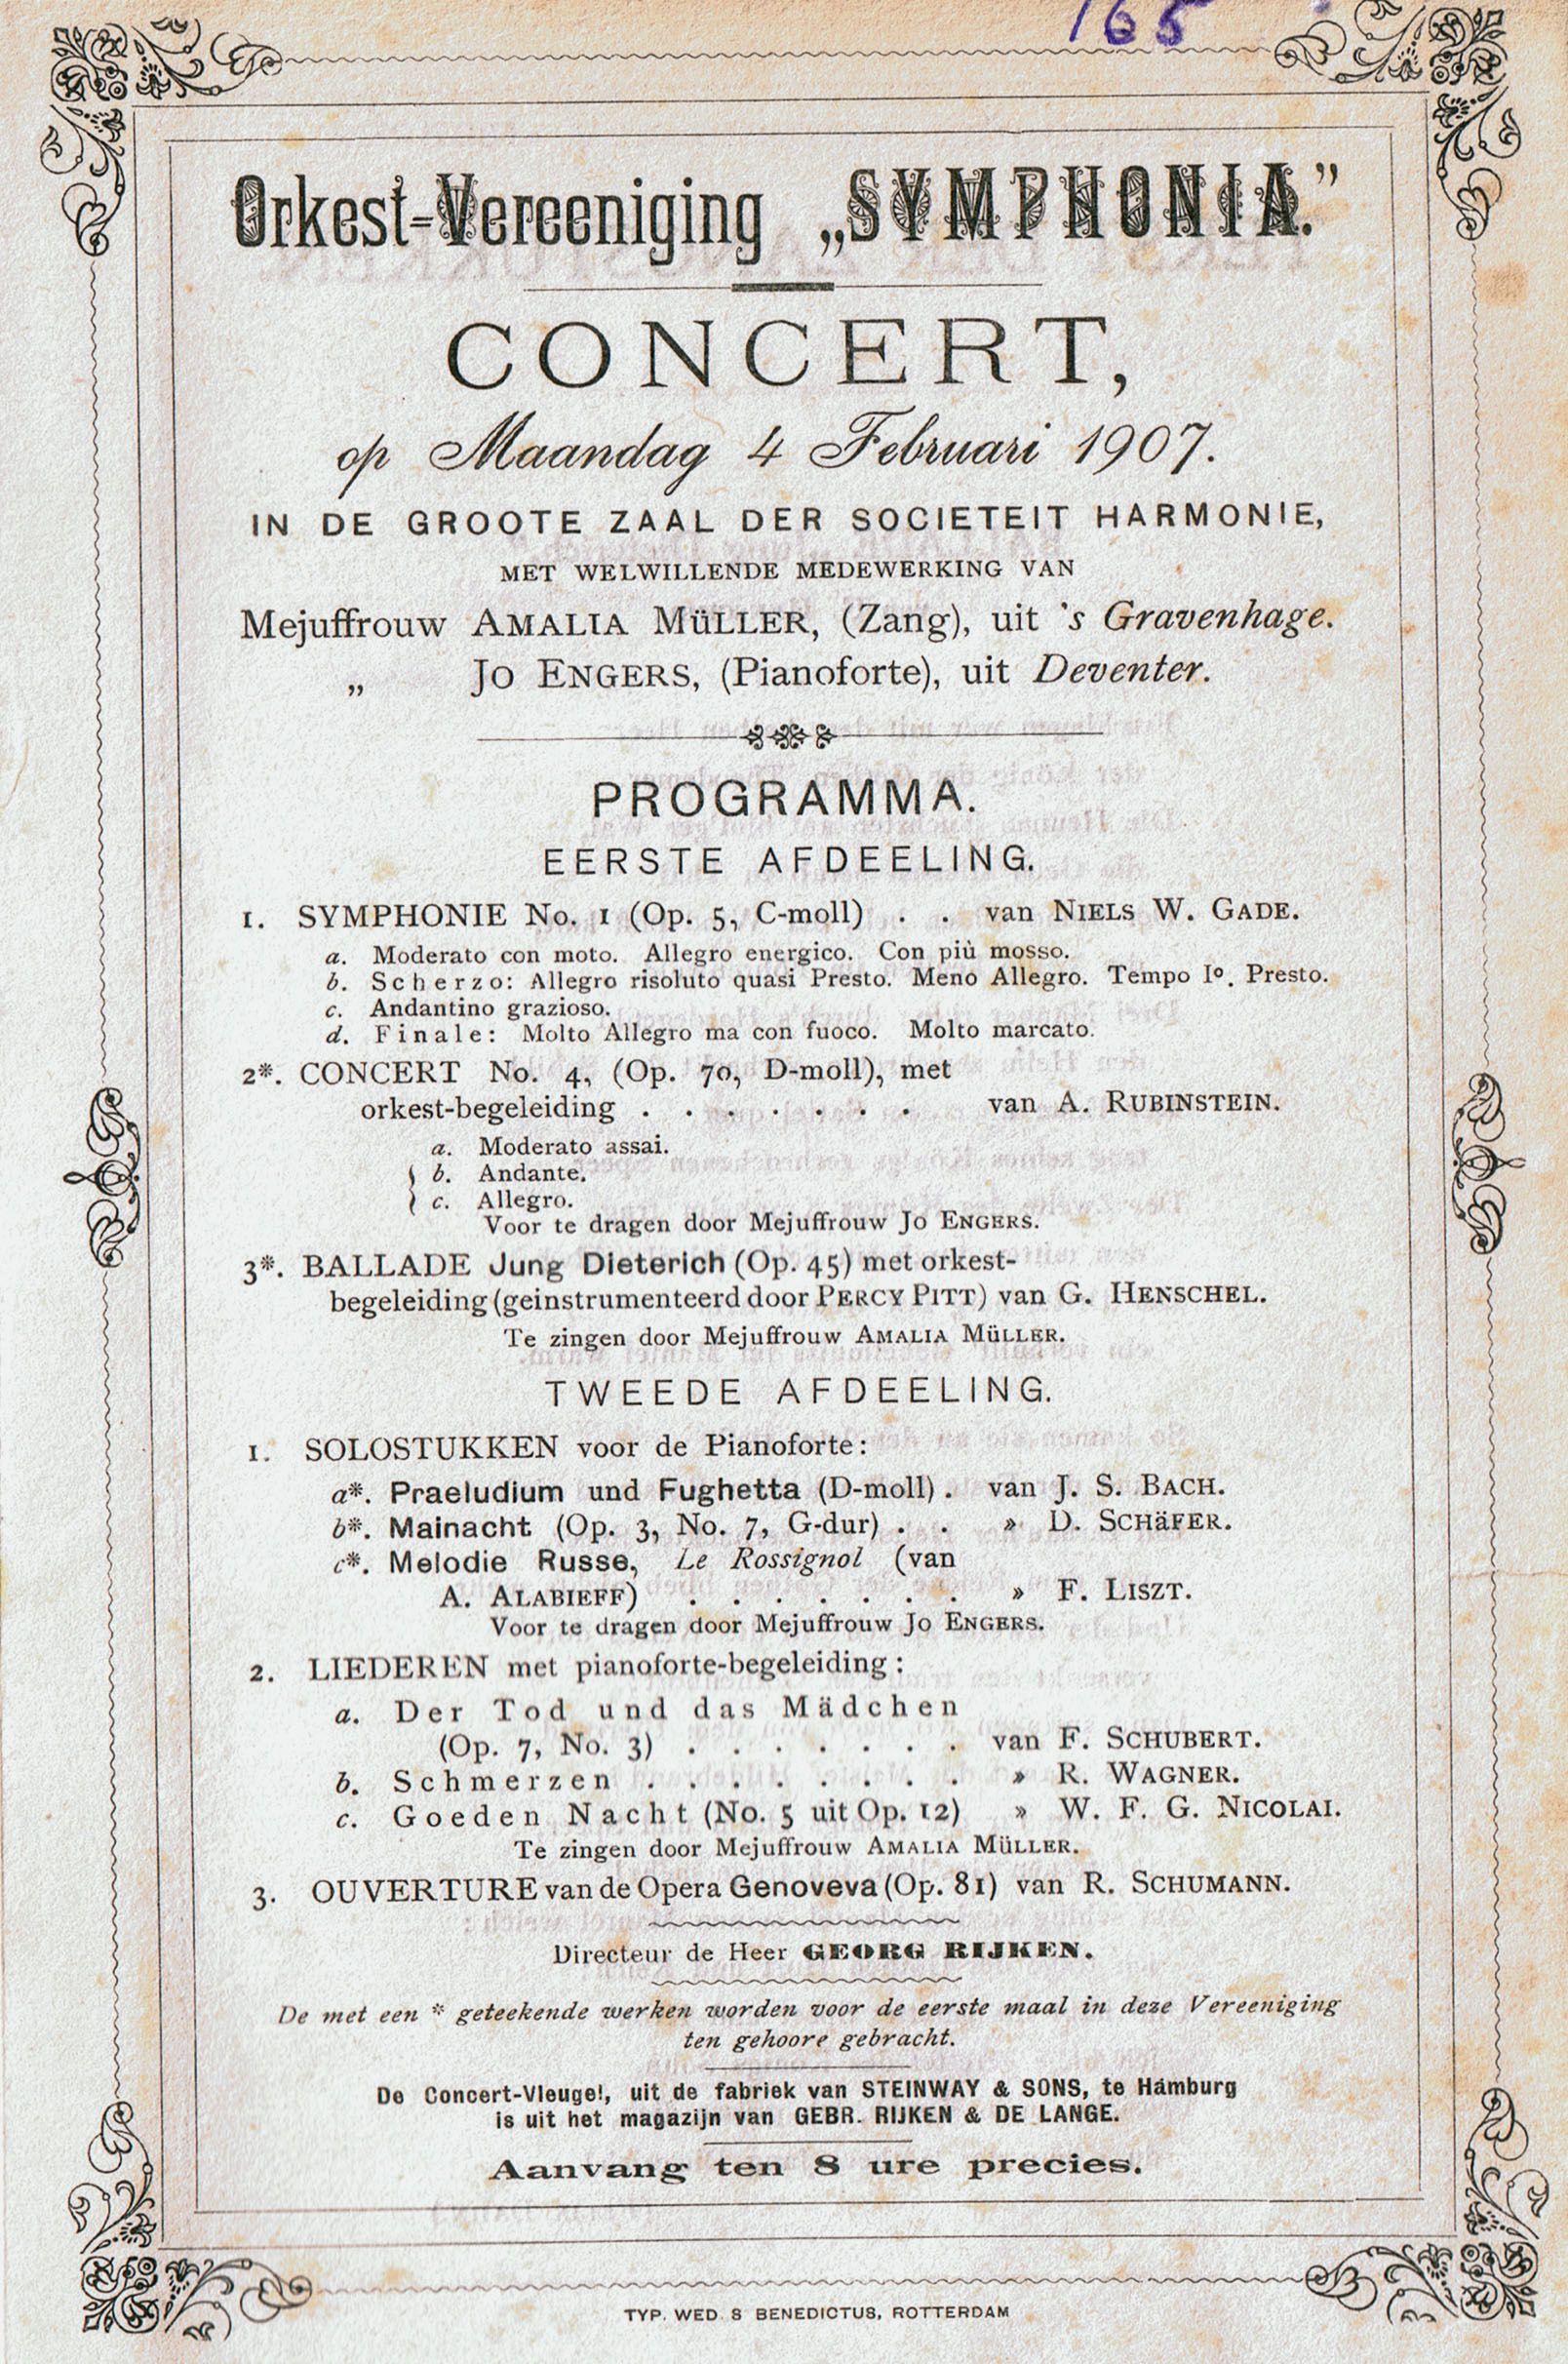 165
Orkest-Vereeniging „SYMPHONIA.”
CONCERT,
op Maandag 4 Februari 1907.
IN DE GROOTE ZAAL DER SOCIETEIT HARMONIE,
MET WELWILLENDE MEDEWERKING VAN
Mejuffrouw AMALIA MüLLER, (Zang), uit 's Gravenhage.
„ JO ENGERS, (Pianoforte), uit Deventer.
PROGRAMMA.
EERSTE AFDEELING.
1. SYMPHONIE No. 1 (Op. 5, C-moll) . . van NIELS W. GADE.
a. Moderato con moto. Allegro energico. Con più mosso.
b. Scherzo: Allegro risoluto quasi Presto. Meno Allegro. Tempo Iº. Presto.
c. Andantino grazioso.
d. Finale: Molto Allegro ma con fuoco. Molto marcato.
2*. CONCERT No. 4, (Op. 70, D-moll), met
orkest-begeleiding . . . . . . . van A. RUBINSTEIN.
a. Moderato assai.
b. Andante.
c. Allegro.
Voor te dragen door Mejuffrouw JO ENGERS.
3*. BALLADE Jung Dieterich (Op. 45) met orkest-
begeleiding (geinstrumenteerd door PERCY PITT) van G. HENSCHEL.
Te zingen door Mejuffrouw AMALIA MüLLER.
TWEEDE AFDEELING.
1. SOLOSTUKKEN voor de Pianoforte:
a*. Praeludium und Fughetta (D-moll) . van J. S. BACH.
b*. Mainacht (Op. 3, No. 7, G-dur) . . » D. SCHäFER.
c*. Melodie Russe, Le Rossignol (van
A. ALABIEFF) . . . . . . . » F. LISZT.
Voor te dragen door Mejuffrouw JO ENGERS.
2. LIEDEREN met pianoforte-begeleiding:
a. Der Tod und das Mädchen
(Op. 7, No. 3) . . . . . . . van F. SCHUBERT.
b. Schmerzen . . . . . . . . » R. WAGNER.
c. Goeden Nacht (No. 5 uit Op. 12) » W. F. G. NICOLAI.
Te zingen door Mejuffrouw AMALIA MüLLER.
3. OUVERTURE van de Opera Genoveva (Op. 81) van R. SCHUMANN.
Directeur de Heer GEORG RIJKEN.
De met een * geteekende werken worden voor de eerste maal in deze Vereeniging
ten gehoore gebracht.
De Concert-Vleugel, uit de fabriek van STEINWAY & SONS, te Hamburg
is uit het magazijn van GEBR. RIJKEN & DE LANGE.
Aanvang ten 8 ure precies.
TYP. WED. S BENEDICTUS, ROTTERDAM